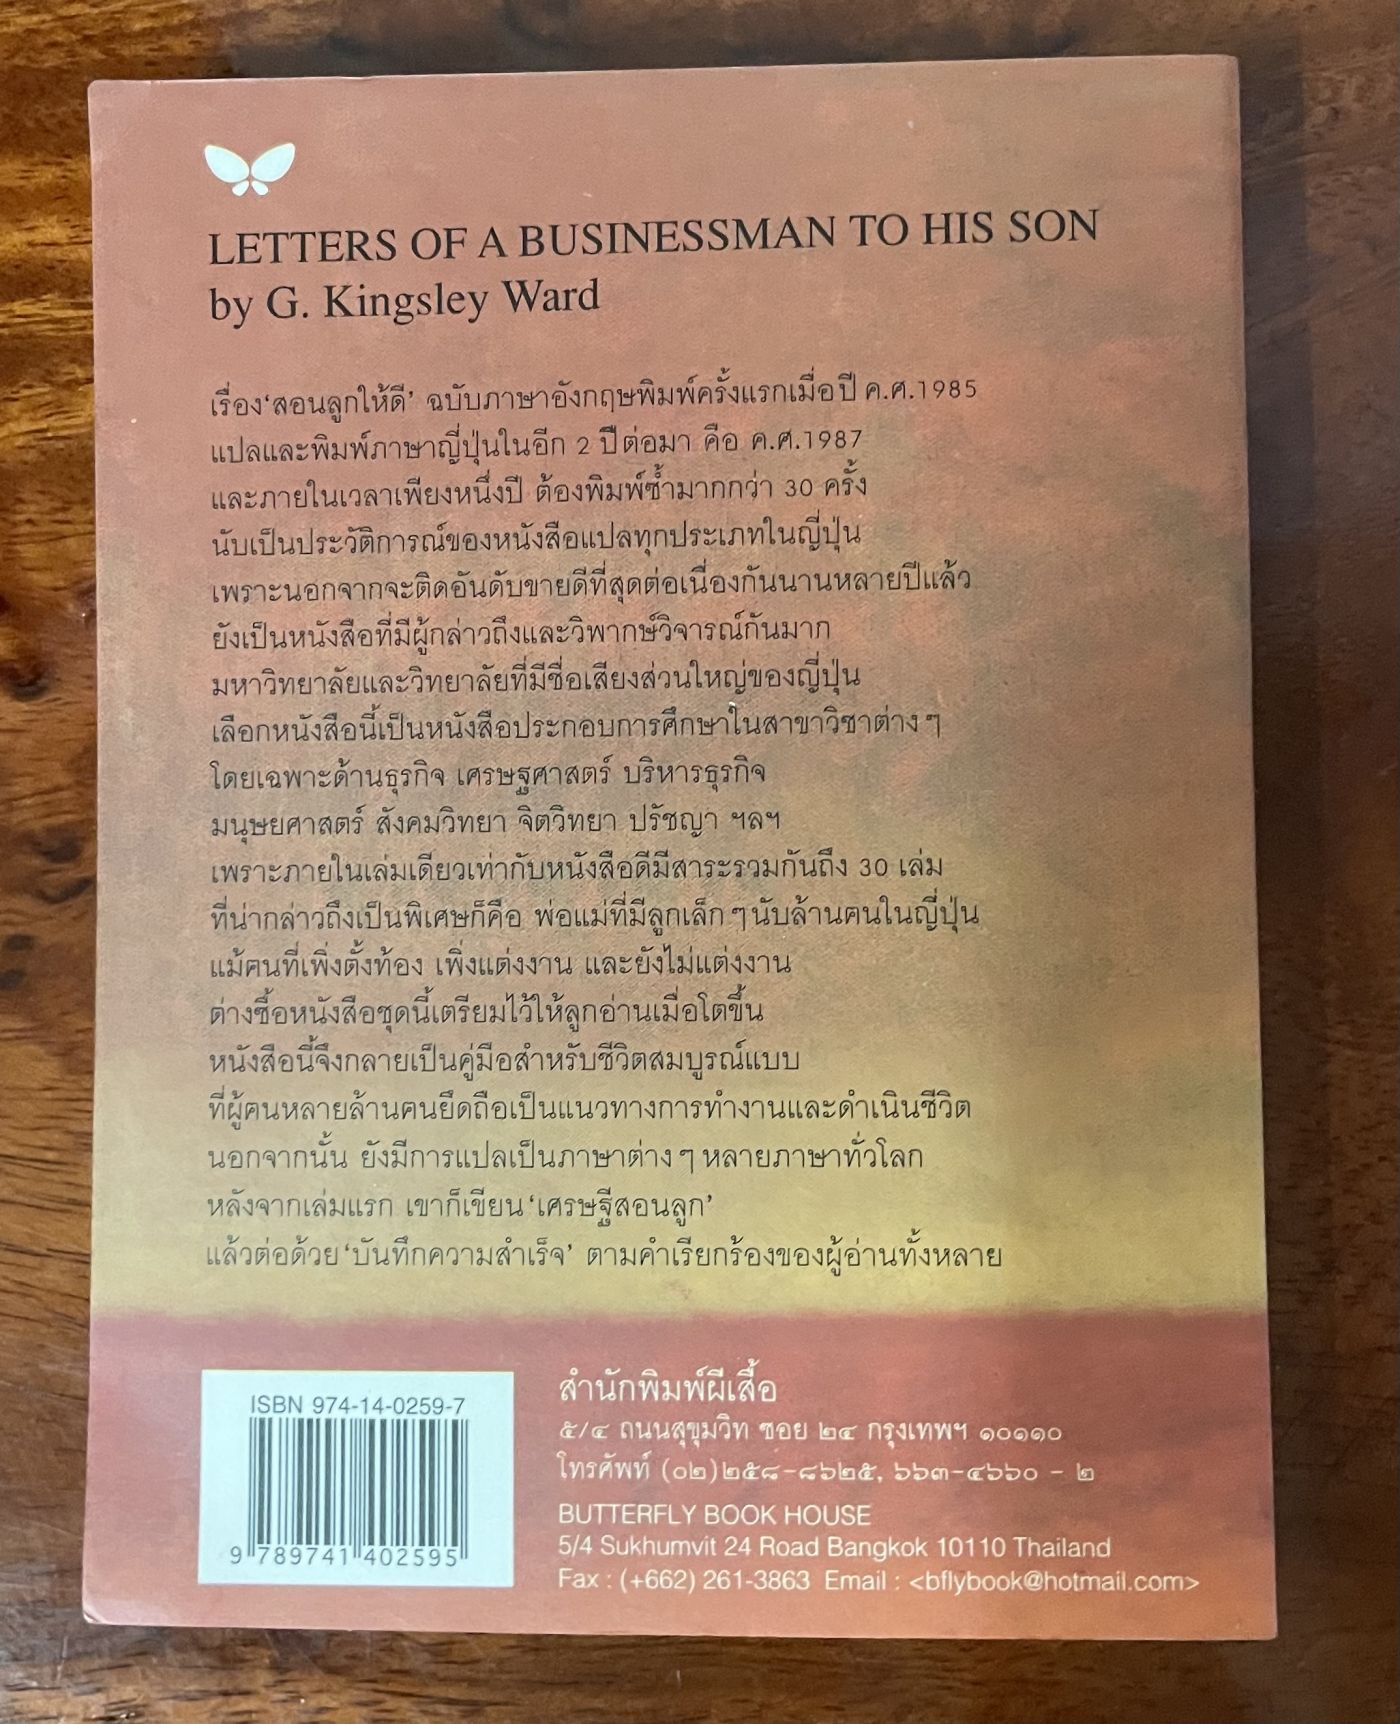 LETTERS OF A BUSINESSMAN TO HIS SON
by G. Kingsley Ward
เรื่อง‘สอนลูกให้ดี’ ฉบับภาษาอังกฤษพิมพ์ครั้งแรกเมื่อปี ค.ศ.1985
แปลและพิมพ์ภาษาญี่ปุ่นในอีก 2 ปีต่อมา คือ ค.ศ.1987
และภายในเวลาเพียงหนึ่งปี ต้องพิมพ์ซ้ำมากกว่า 30 ครั้ง
นับเป็นประวัติการณ์ของหนังสือแปลทุกประเภทในญี่ปุ่น
เพราะนอกจากจะติดอันดับขายดีที่สุดต่อเนื่องกันนานหลายปีแล้ว
ยังเป็นหนังสือที่มีผู้กล่าวถึงและวิพากษ์วิจารณ์กันมาก
มหาวิทยาลัยและวิทยาลัยที่มีชื่อเสียงส่วนใหญ่ของญี่ปุ่น
เลือกหนังสือนี้เป็นหนังสือประกอบการศึกษาในสาขาวิชาต่าง ๆ
โดยเฉพาะด้านธุรกิจ เศรษฐศาสตร์ บริหารธุรกิจ
มนุษยศาสตร์ สังคมวิทยา จิตวิทยา ปรัชญา ฯลฯ
เพราะภายในเล่มเดียวเท่ากับหนังสือดีมีสาระรวมกันถึง 30 เล่ม
ที่น่ากล่าวถึงเป็นพิเศษก็คือ พ่อแม่ที่มีลูกเล็ก ๆ นับล้านคนในญี่ปุ่น
แม้คนที่เพิ่งตั้งท้อง เพิ่งแต่งงาน และยังไม่แต่งงาน
ต่างซื้อหนังสือชุดนี้เตรียมไว้ให้ลูกอ่านเมื่อโตขึ้น
หนังสือนี้จึงกลายเป็นคู่มือสำหรับชีวิตสมบูรณ์แบบ
ที่ผู้คนหลายล้านคนยึดถือเป็นแนวทางการทำงานและดำเนินชีวิต
นอกจากนั้น ยังมีการแปลเป็นภาษาต่าง ๆ หลายภาษาทั่วโลก
หลังจากเล่มแรก เขาก็เขียน ‘เศรษฐีสอนลูก’
แล้วต่อด้วย ‘บันทึกความสำเร็จ’ ตามคำเรียกร้องของผู้อ่านทั้งหลาย
ISBN 974-14-0259-7
9 789741 402595
สำนักพิมพ์ผีเสื้อ
๕/๔ ถนนสุขุมวิท ซอย ๒๔ กรุงเทพฯ ๑๐๑๑๐
โทรศัพท์ (๐๒)๒๕๘-๘๖๒๕, ๖๖๓-๔๖๖๐ - ๒
BUTTERFLY BOOK HOUSE
5/4 Sukhumvit 24 Road Bangkok 10110 Thailand
Fax : (+662) 261-3863 Email : <bflybook@hotmail.com>